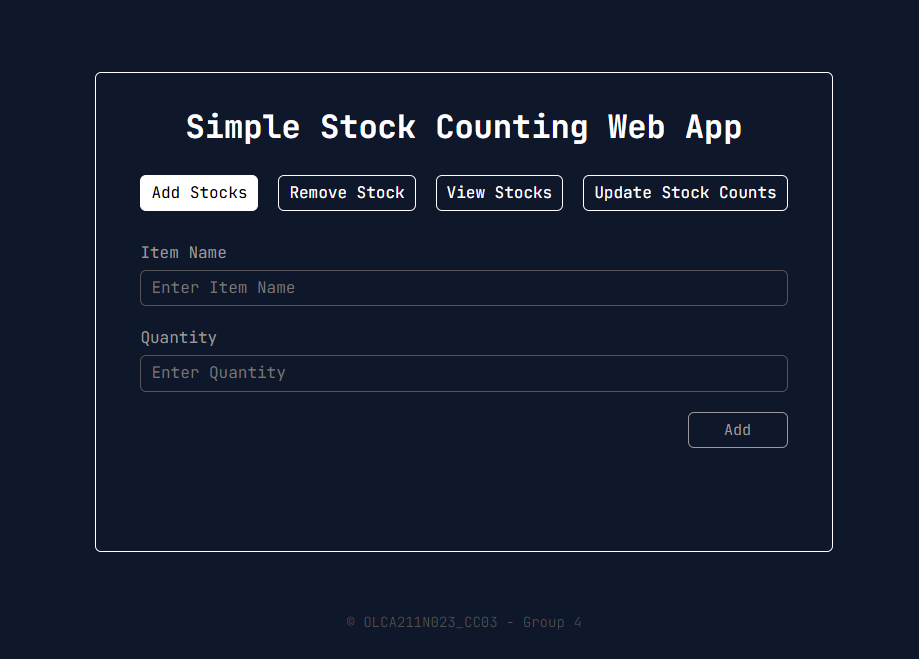 Simple Stock Counting Web App
Add Stocks Remove Stock View Stocks Update Stock Counts
Item Name
Enter Item Name
Quantity
Enter Quantity
Add
© OLCA211N023_CC03 - Group 4